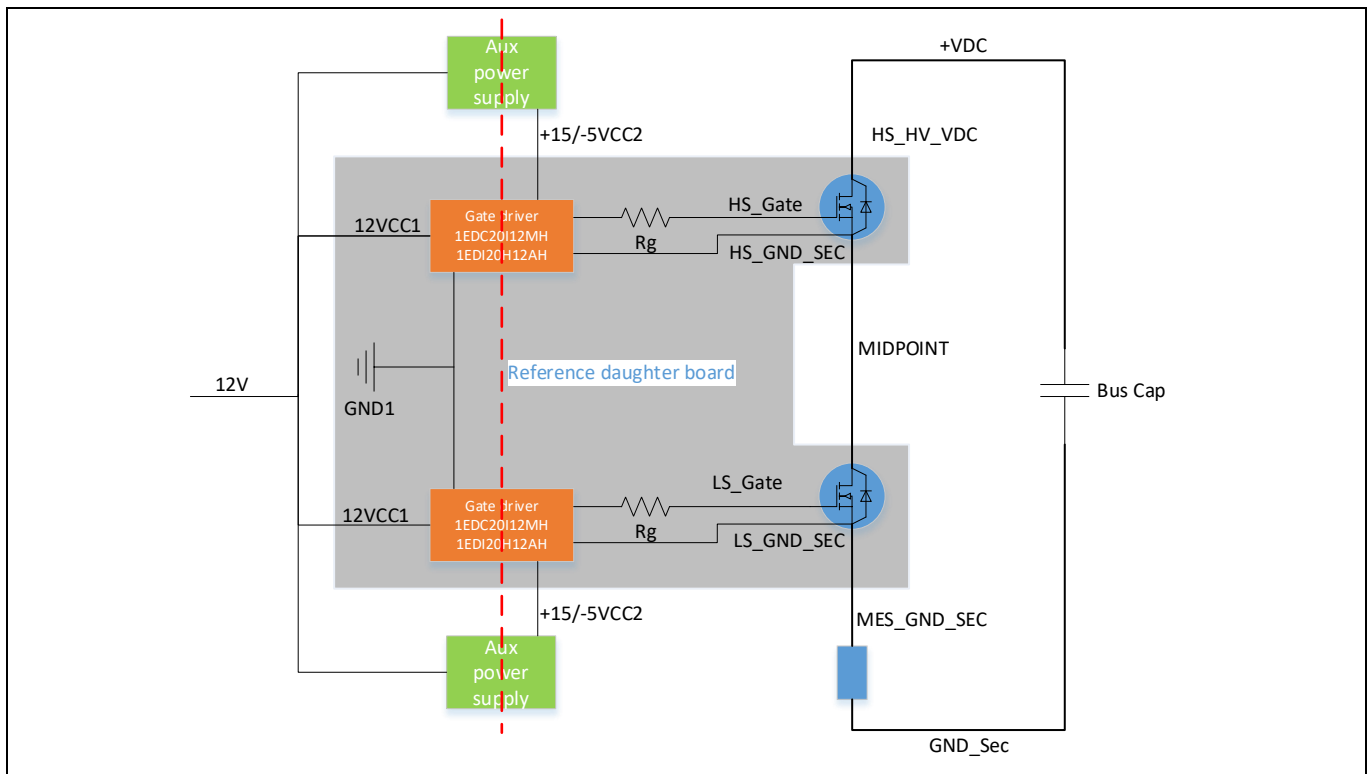 +VDC
Aux
power
supply
+15/-5VCC2
HS_HV_VDC
12VCC1
Gate driver
1EDC20I12MH
1EDI20H12AH
HS_Gate
Rg
HS_GND_SEC
MIDPOINT
Reference daughter board
12V
GND1
Bus Cap
LS_Gate
12VCC1
Gate driver
1EDC20I12MH
1EDI20H12AH
Rg
LS_GND_SEC
+15/-5VCC2
MES_GND_SEC
Aux
power
supply
GND_Sec